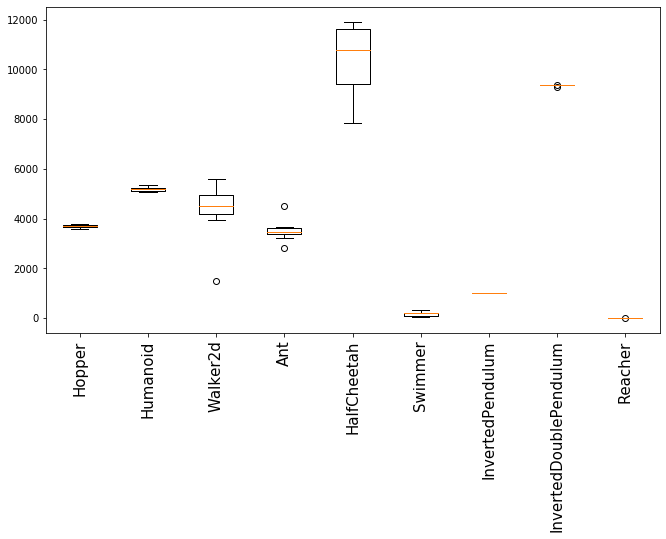 12000
10000
8000
6000
4000
2000
0
Hopper
Humanoid
Walker2d
Ant
HalfCheetah
Swimmer
InvertedPendulum
InvertedDoublePendulum
Reacher